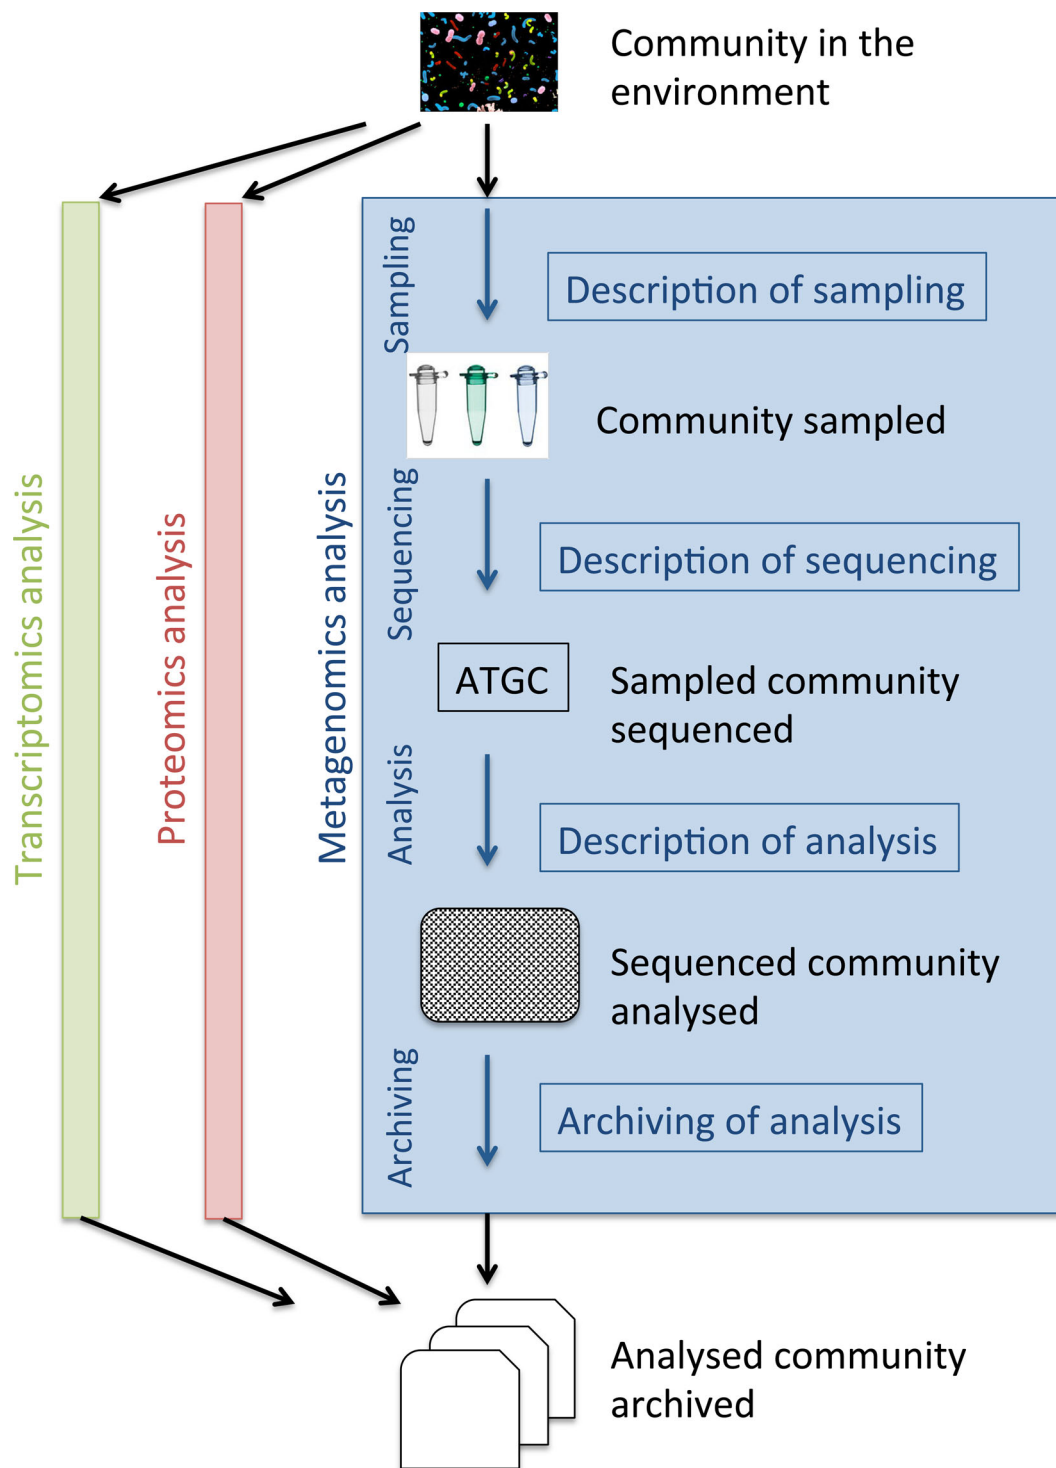 Community in the
environment
Sampling
Description of sampling
Community sampled
Sequencing
Description of sequencing
ATGC
Sampled community
sequenced
Transcriptomics analysis
Proteomics analysis
Metagenomics analysis
Analysis
Description of analysis
Sequenced community
analysed
Archiving
Archiving of analysis
Analysed community
archived